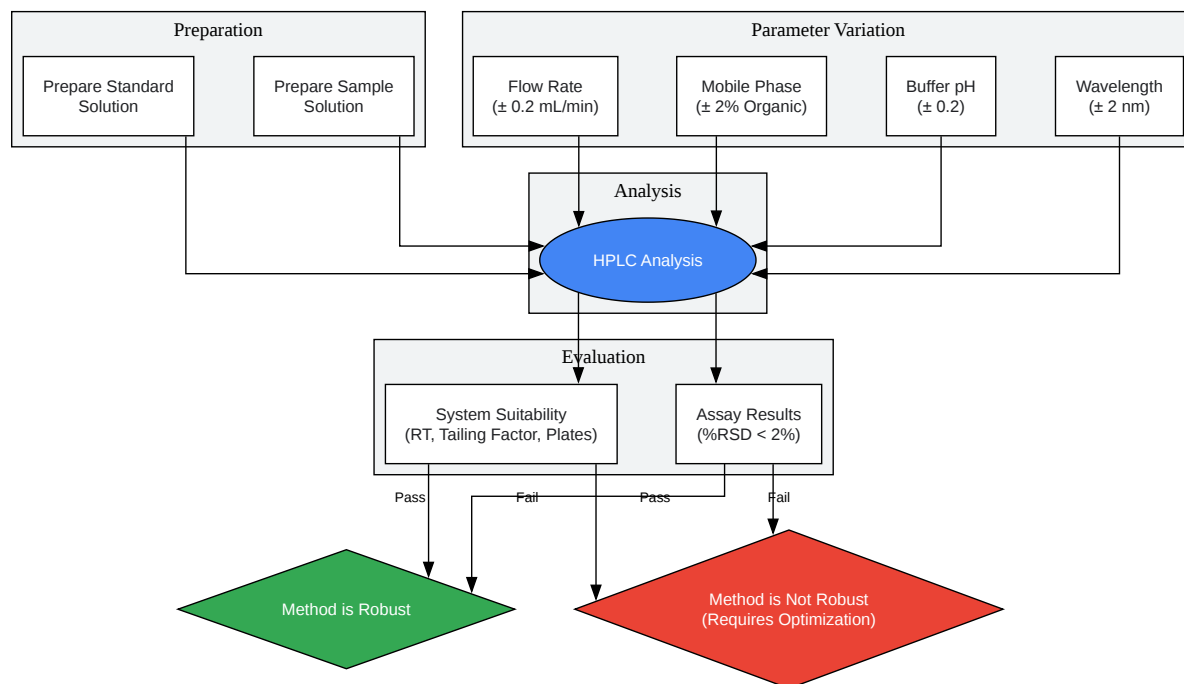 Preparation
Parameter Variation
Prepare Standard
Solution
Prepare Sample
Solution
Flow Rate
(± 0.2 mL/min)
Mobile Phase
(± 2% Organic)
Buffer pH
(± 0.2)
Wavelength
(± 2 nm)
Analysis
HPLC Analysis
Evaluation
System Suitability
(RT, Tailing Factor, Plates)
Assay Results
(%RSD < 2%)
Pass
Fail
Pass
Fail
Method is Robust
Method is Not Robust
(Requires Optimization)